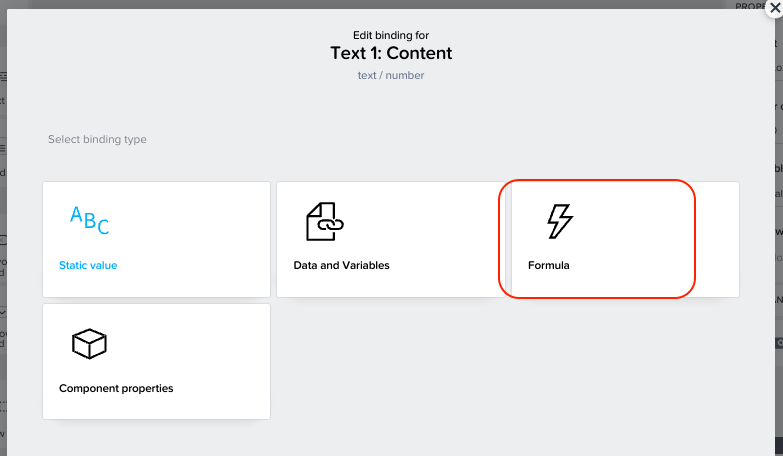 PROPE
Edit binding for
Text 1: Content
text / number
Select binding type
ABC
Static value
Data and Variables
Formula
Component properties